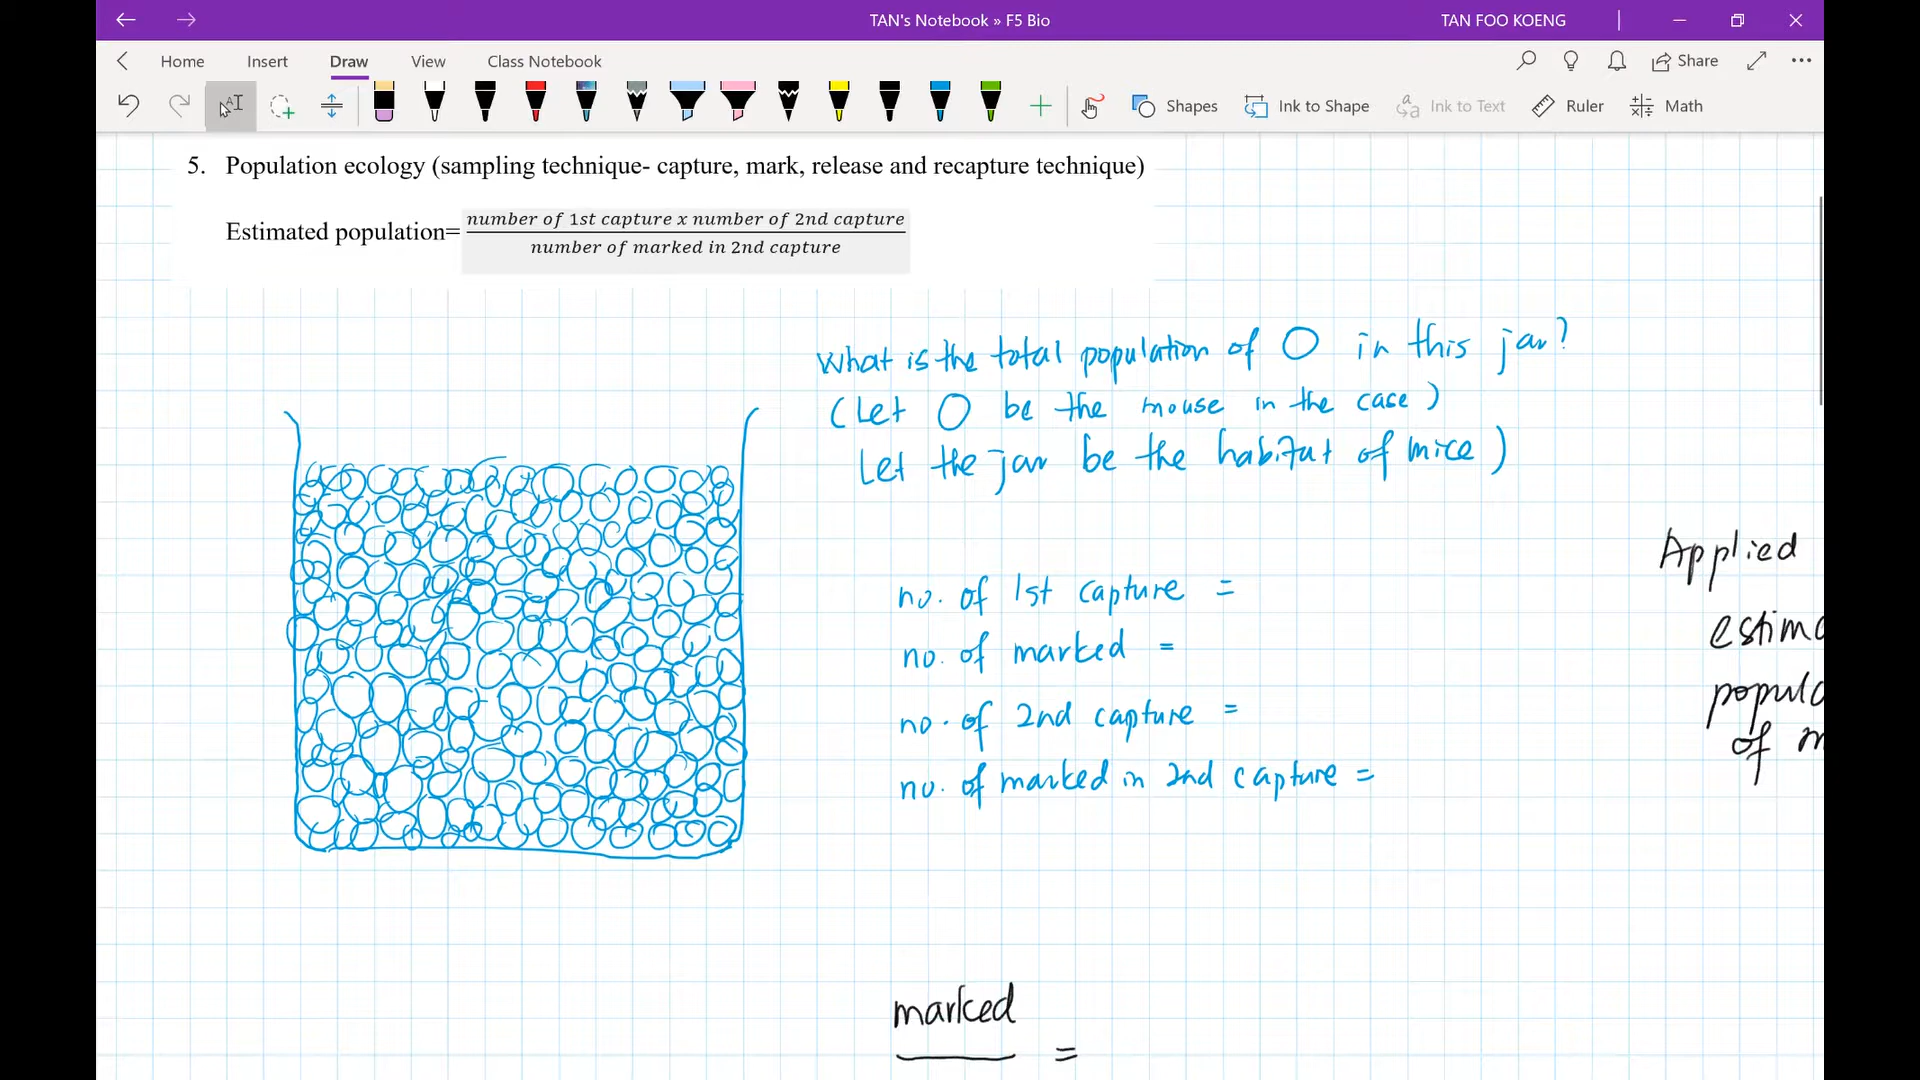 TAN's Notebook » F5 Bio
TAN FOO KOENG
Home Insert Draw View Class Notebook
Share
Shapes Ink to Shape Ink to Text Ruler Math
5. Population ecology (sampling technique- capture, mark, release and recapture technique)
number of 1st capture x number of 2nd capture
Estimated population=
number of marked in 2nd capture
What is the total population of O in this jar?
(Let O be the mouse in the case)
Let the jar be the habitat of mice)
Applied
no. of 1st capture =
estima
no. of marked =
popula
no. of 2nd capture =
of m
no. of marked in 2nd capture =
marked
=